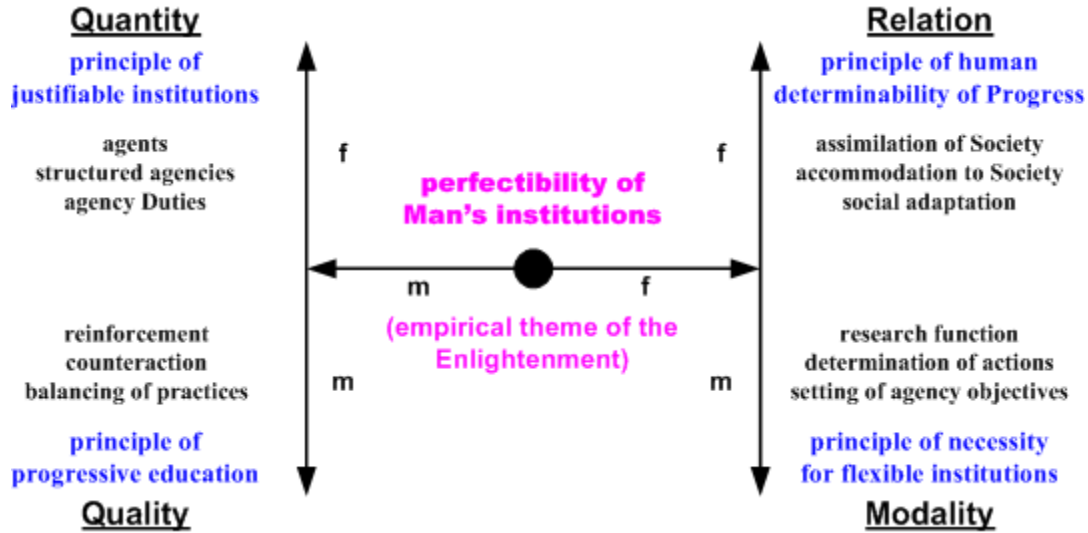 Quantity
principle of
justifiable institutions
agents
structured agencies
agency Duties
f
m
reinforcement
counteraction
balancing of practices
principle of
progressive education
Quality
perfectibility of
Man's institutions
m
f
(empirical theme of the
Enlightenment)
Relation
principle of human
determinability of Progress
f
assimilation of Society
accommodation to Society
social adaptation
m
research function
determination of actions
setting of agency objectives
principle of necessity
for flexible institutions
Modality